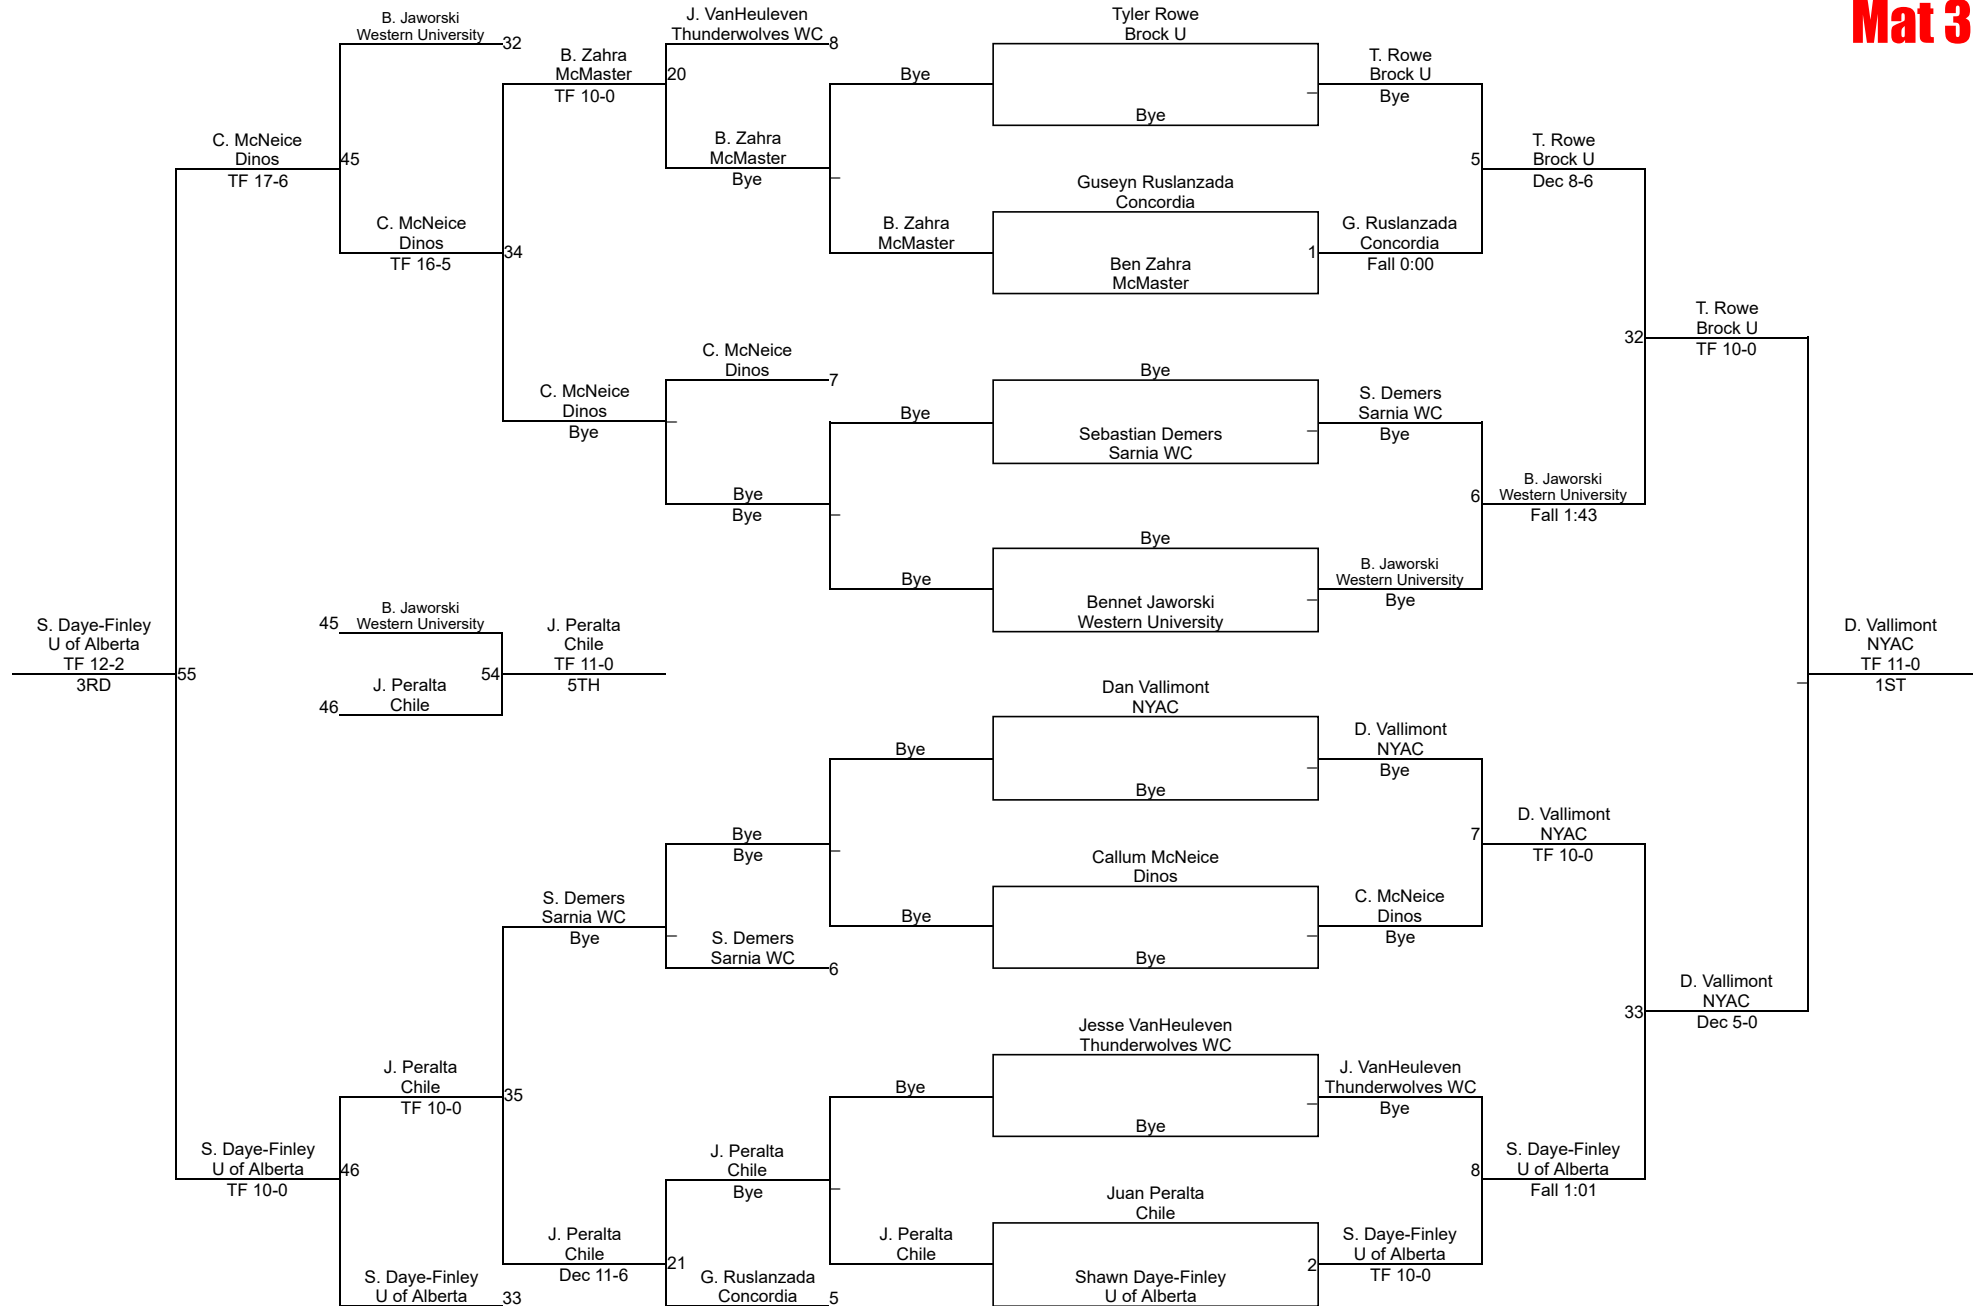 Mat 3
B. Jaworski
Western University
32
B. Zahra
McMaster
TF 10-0
J. VanHeuleven
Thunderwolves WC
8
20
B. Zahra
McMaster
Bye
Bye
B. Zahra
McMaster
Tyler Rowe
Brock U
Bye
T. Rowe
Brock U
Bye
Guseyn Ruslanzada
Concordia
Ben Zahra
McMaster
1
G. Ruslanzada
Concordia
Fall 0:00
5
T. Rowe
Brock U
Dec 8-6
C. McNeice
Dinos
TF 17-6
45
C. McNeice
Dinos
TF 16-5
34
C. McNeice
Dinos
Bye
C. McNeice
Dinos
7
Bye
Bye
Bye
Bye
Bye
Sebastian Demers
Sarnia WC
S. Demers
Sarnia WC
Bye
Bye
Bennet Jaworski
Western University
B. Jaworski
Western University
Bye
6
B. Jaworski
Western University
Fall 1:43
32
T. Rowe
Brock U
TF 10-0
S. Daye-Finley
U of Alberta
TF 12-2
3RD
55
45
B. Jaworski
Western University
46
J. Peralta
Chile
54
J. Peralta
Chile
TF 11-0
5TH
D. Vallimont
NYAC
TF 11-0
1ST
Dan Vallimont
NYAC
Bye
D. Vallimont
NYAC
Bye
Bye
Bye
Bye
Bye
Callum McNeice
Dinos
Bye
C. McNeice
Dinos
Bye
7
D. Vallimont
NYAC
TF 10-0
S. Demers
Sarnia WC
Bye
S. Demers
Sarnia WC
6
33
D. Vallimont
NYAC
Dec 5-0
Jesse VanHeuleven
Thunderwolves WC
Bye
J. VanHeuleven
Thunderwolves WC
Bye
Bye
J. Peralta
Chile
TF 10-0
35
S. Daye-Finley
U of Alberta
TF 10-0
46
S. Daye-Finley
U of Alberta
33
J. Peralta
Chile
Bye
J. Peralta
Chile
Dec 11-6
21
G. Ruslanzada
Concordia
5
J. Peralta
Chile
Juan Peralta
Chile
Shawn Daye-Finley
U of Alberta
2
S. Daye-Finley
U of Alberta
TF 10-0
8
S. Daye-Finley
U of Alberta
Fall 1:01